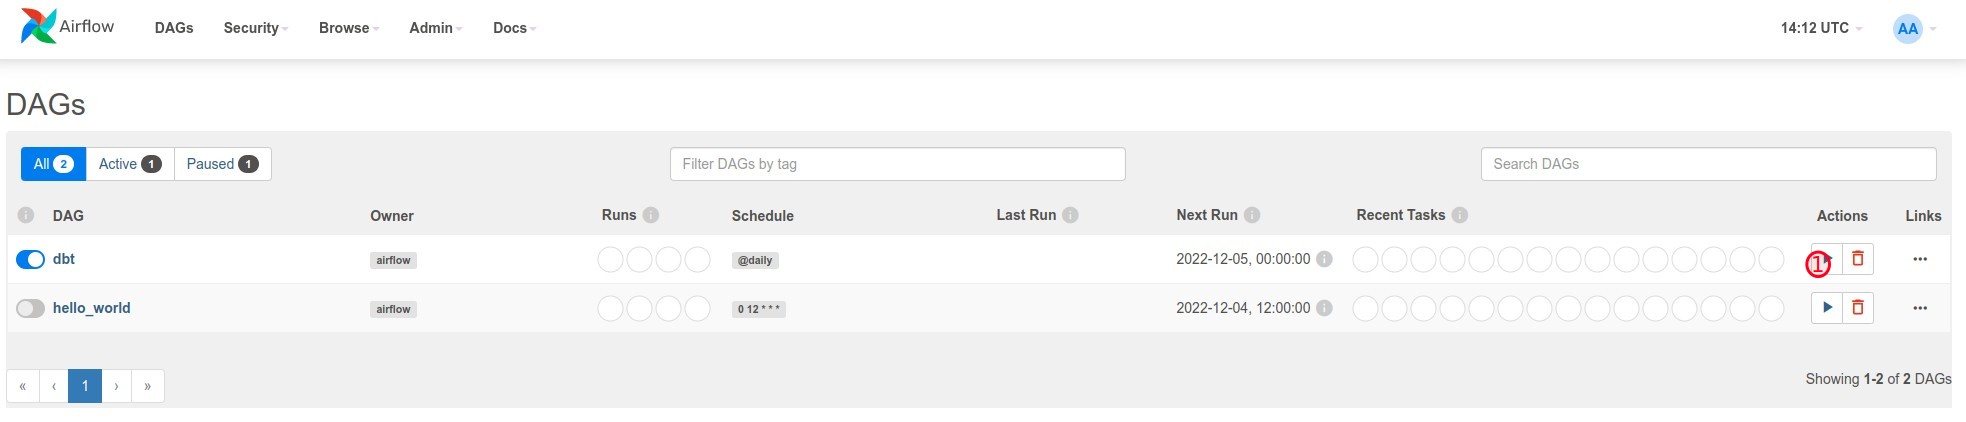 Airflow DAGs Security Browse Admin Docs 14:12 UTC AA
DAGs
All 2 Active 1 Paused 1 Filter DAGs by tag Search DAGs
i DAG Owner Runs i Schedule Last Run i Next Run i Recent Tasks i Actions Links
dbt airflow @daily 2022-12-05, 00:00:00 i 1 ···
hello_world airflow 0 12 * * * 2022-12-04, 12:00:00 i ···
« ‹ 1 › » Showing 1-2 of 2 DAGs